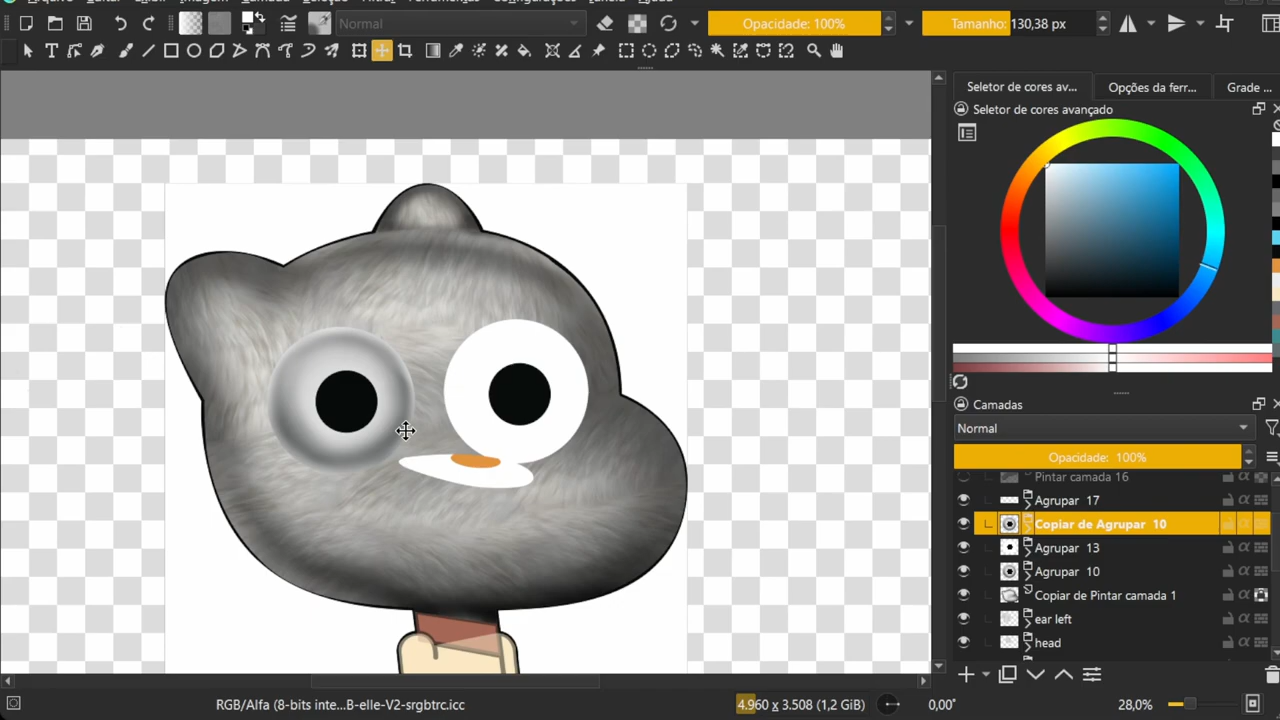 Normal
Opacidade: 100%
Tamanho: 130,38 px
Seletor de cores av...
Opções da ferr...
Grade ...
Seletor de cores avançado
Camadas
Normal
Opacidade: 100%
Pintar camada 16
Agrupar 17
Copiar de Agrupar 10
Agrupar 13
Agrupar 10
Copiar de Pintar camada 1
ear left
head
RGB/Alfa (8-bits inte...B-elle-V2-srgbtrc.icc
4.960 x 3.508 (1,2 GiB)
0,00°
28,0%